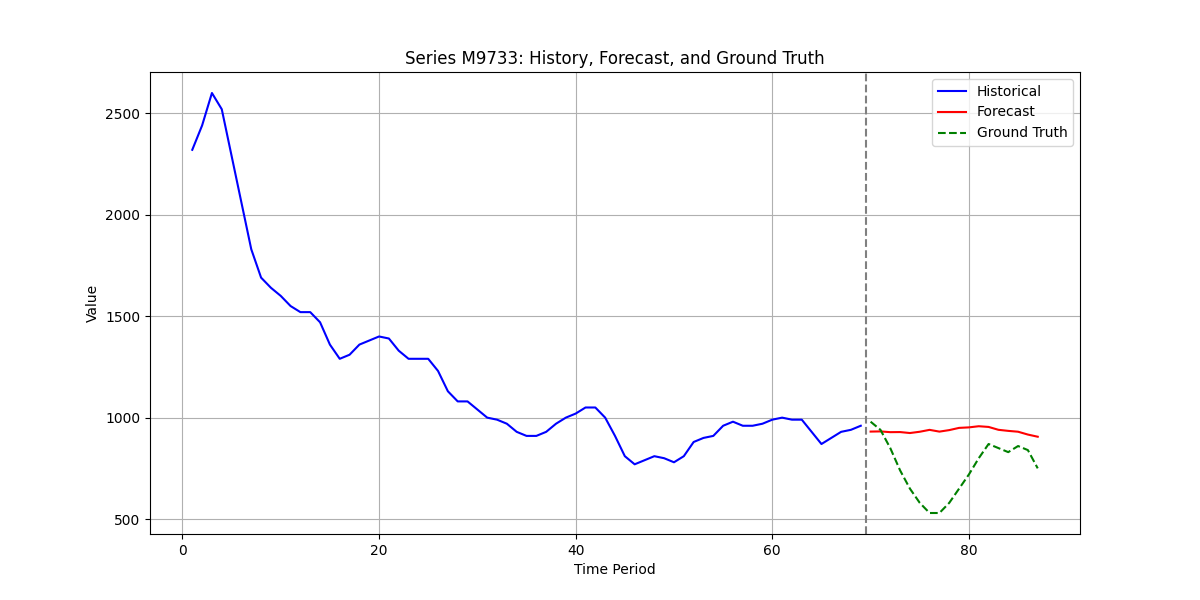 Series M9733: History, Forecast, and Ground Truth
Historical
Forecast
Ground Truth
Value
2500
2000
1500
1000
500
0
20
40
60
80
Time Period